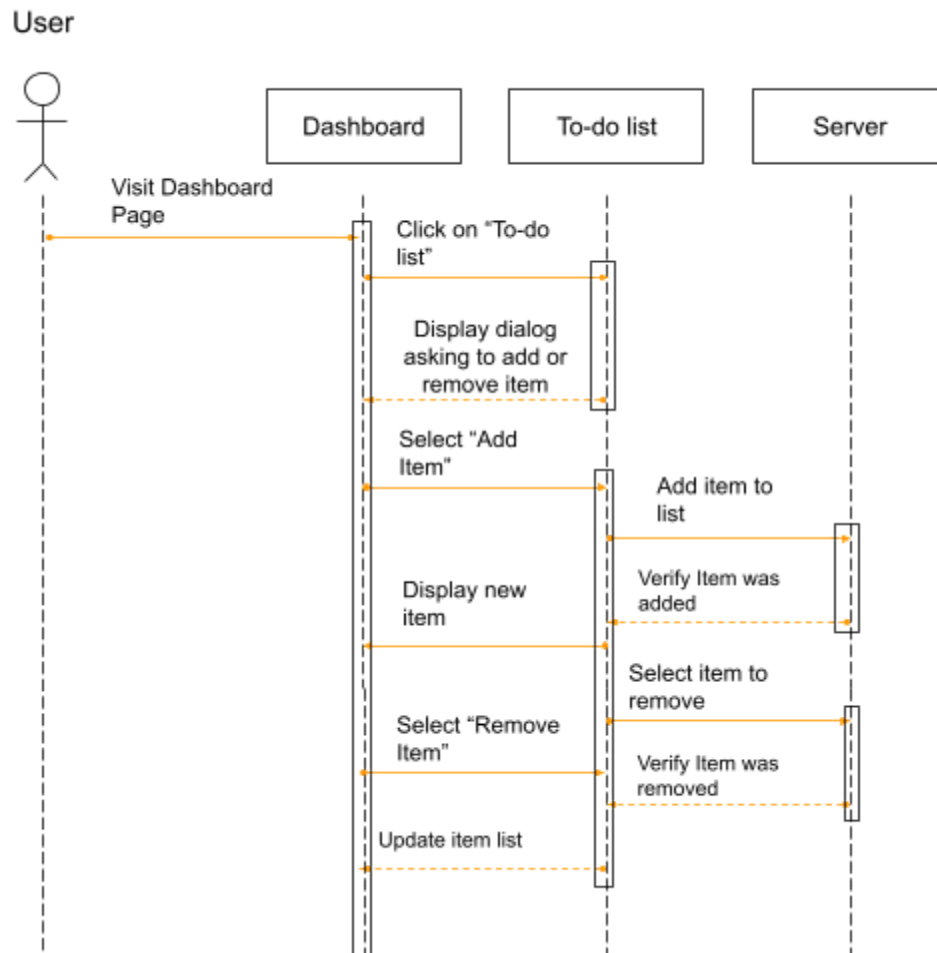 User
Dashboard
To-do list
Server
Visit Dashboard
Page
Click on “To-do
list”
Display dialog
asking to add or
remove item
Select “Add
Item”
Add item to
list
Verify Item was
added
Display new
item
Select item to
remove
Select “Remove
Item”
Verify Item was
removed
Update item list